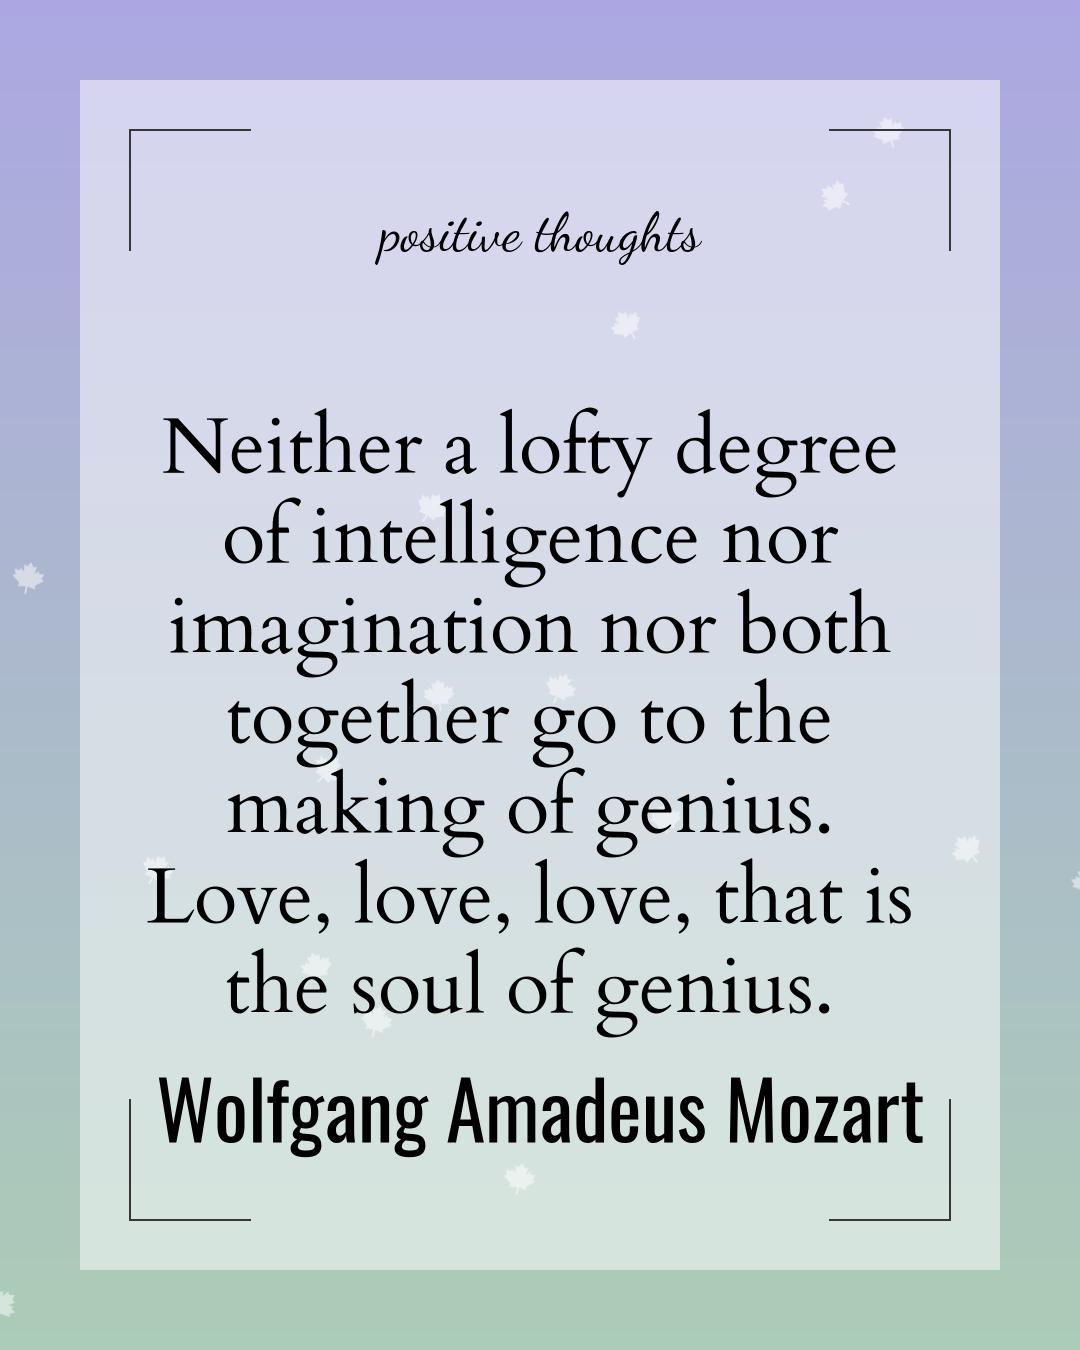 positive thoughts
Neither a lofty degree
of intelligence nor
imagination nor both
together go to the
making of genius.
Love, love, love, that is
the soul of genius.
Wolfgang Amadeus Mozart